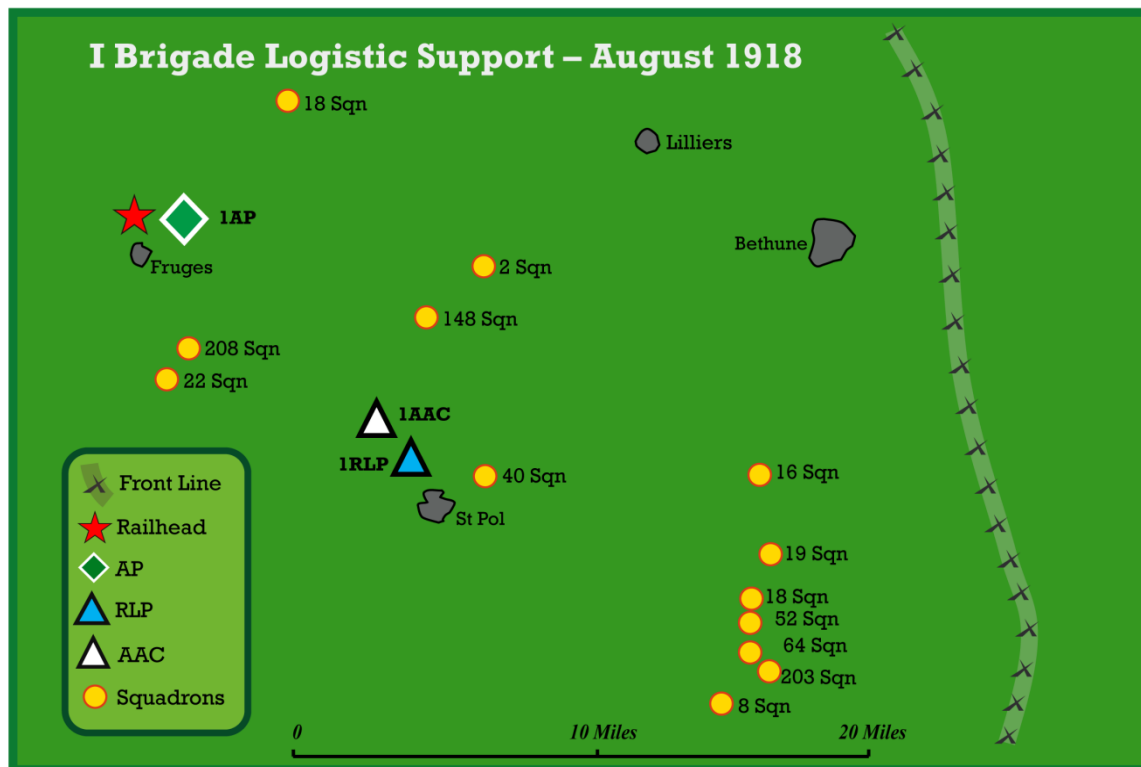 I Brigade Logistic Support – August 1918
18 Sqn
Lilliers
1AP
Bethune
Fruges
2 Sqn
148 Sqn
208 Sqn
22 Sqn
1AAC
1RLP
40 Sqn
16 Sqn
St Pol
19 Sqn
18 Sqn
52 Sqn
64 Sqn
203 Sqn
8 Sqn
Front Line
Railhead
AP
RLP
AAC
Squadrons
0
10 Miles
20 Miles